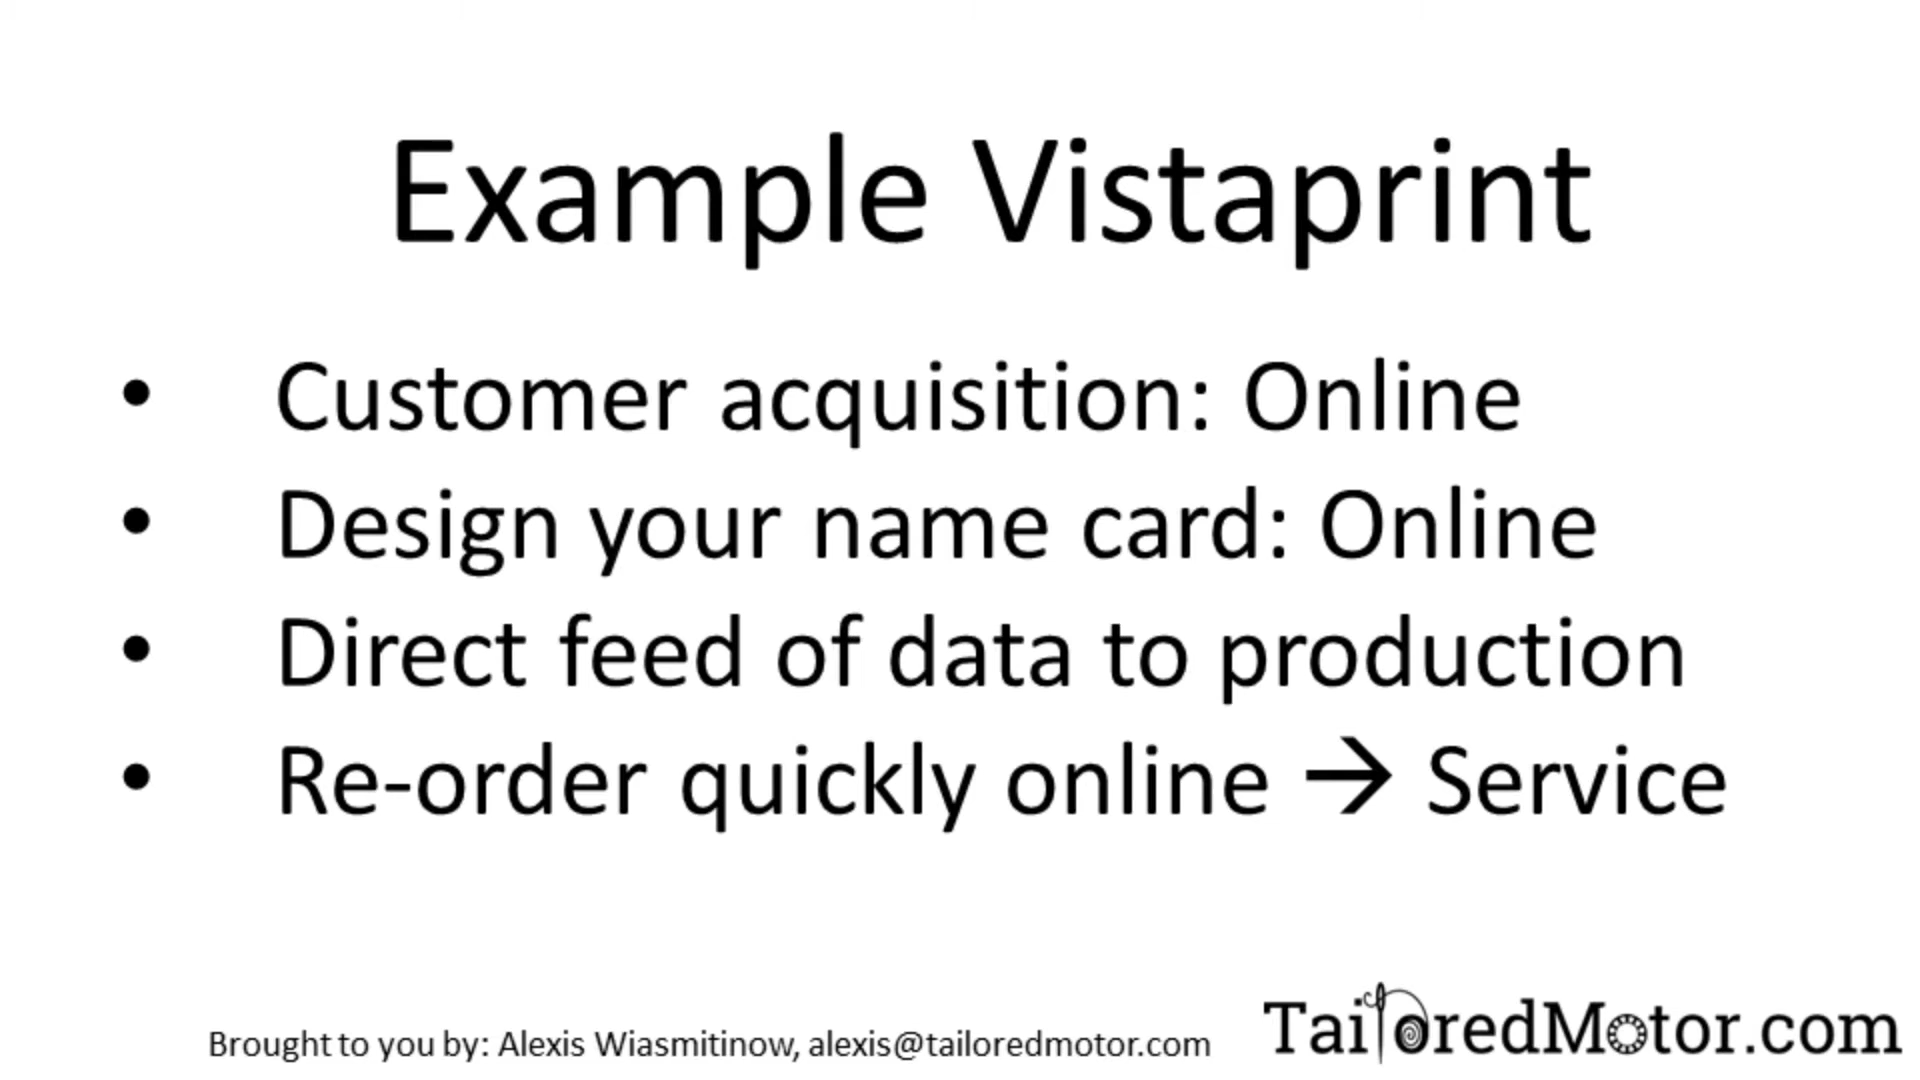 Example Vistaprint
• Customer acquisition: Online
• Design your name card: Online
• Direct feed of data to production
• Re-order quickly online → Service
Brought to you by: Alexis Wiasmitinow, alexis@tailoredmotor.com
TailoredMotor.com